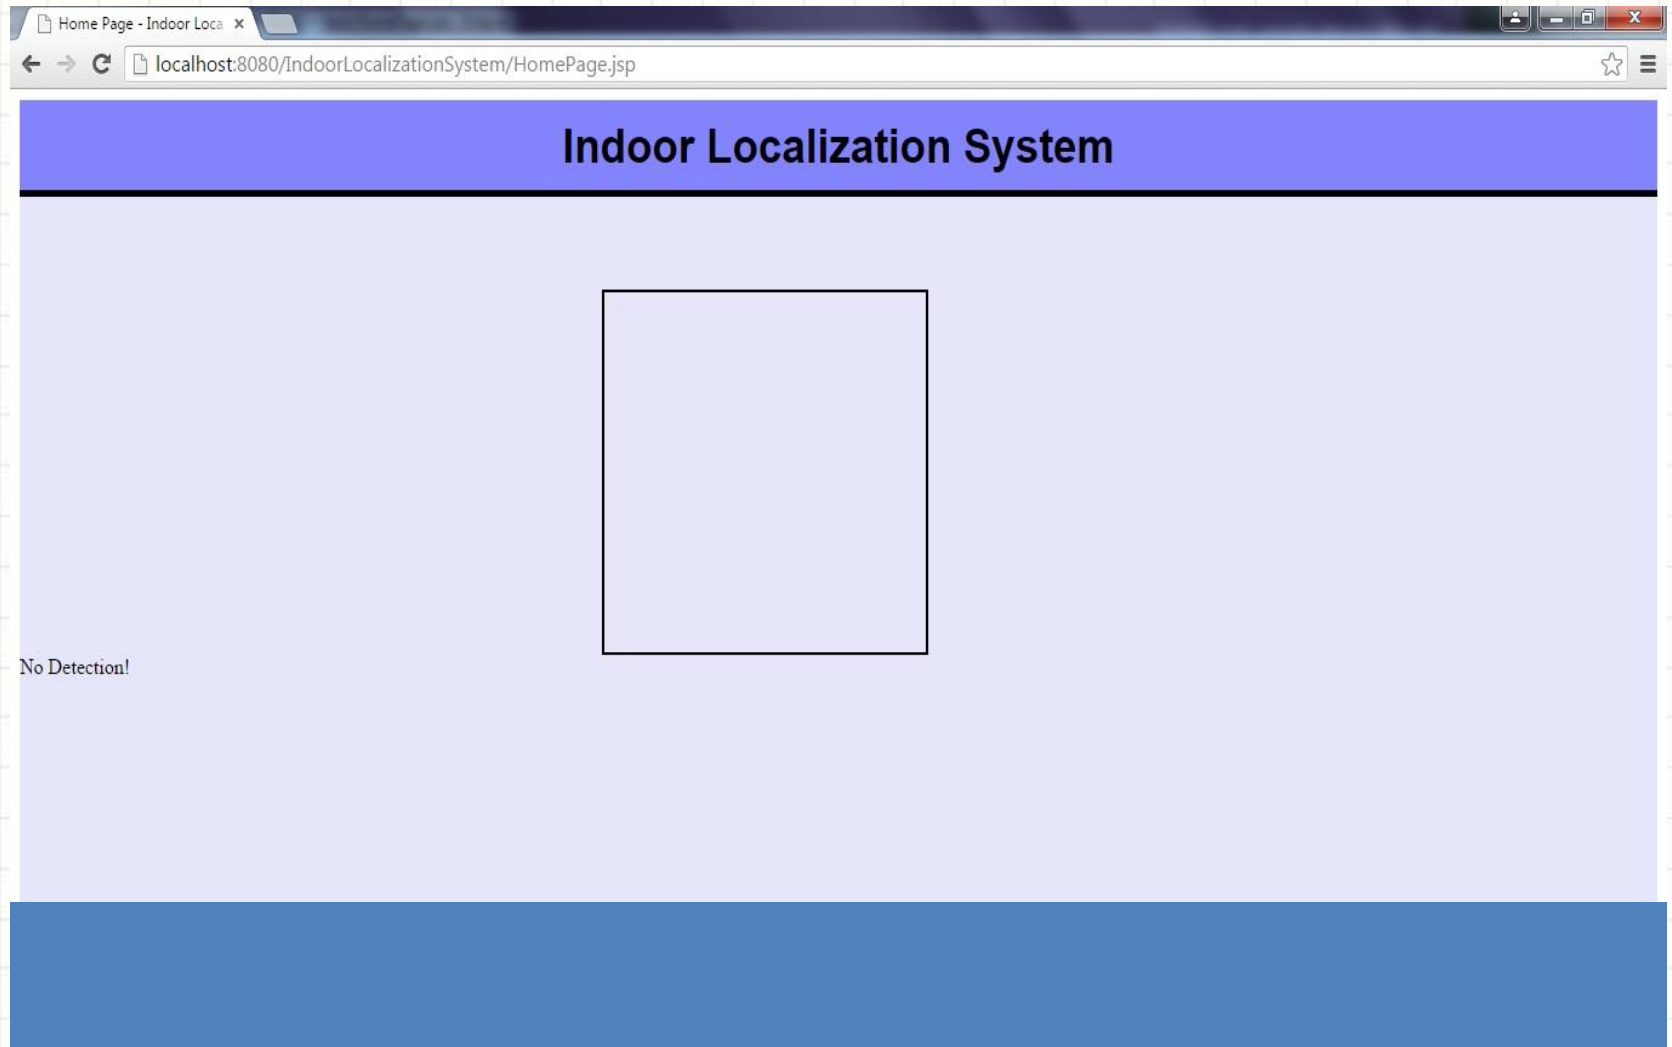 Home Page - Indoor Loca
localhost:8080/IndoorLocalizationSystem/HomePage.jsp
Indoor Localization System
No Detection!